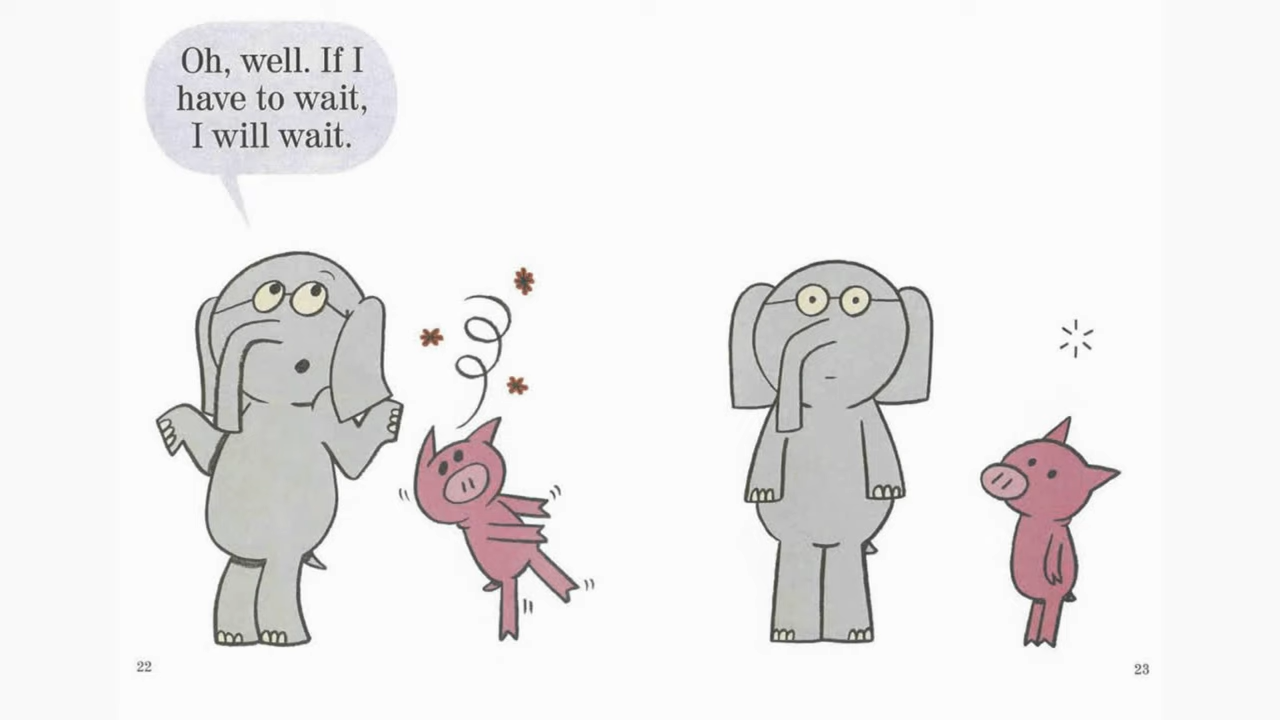 Oh, well. If I
have to wait,
I will wait.
22
23